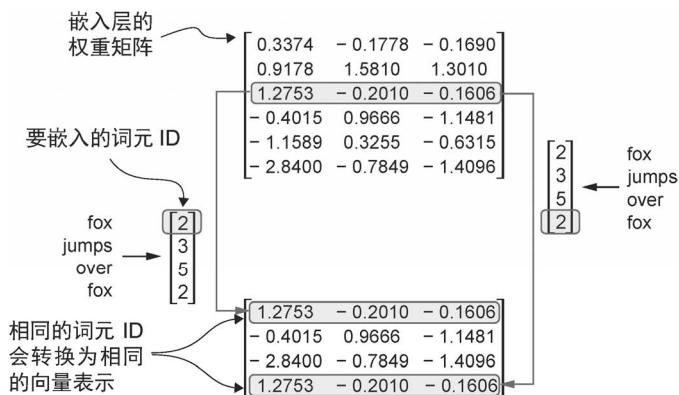 嵌入层的
权重矩阵
0.3374 - 0.1778 - 0.1690
0.9178 1.5810 1.3010
1.2753 - 0.2010 - 0.1606
- 0.4015 0.9666 - 1.1481
- 1.1589 0.3255 - 0.6315
- 2.8400 - 0.7849 - 1.4096
要嵌入的词元 ID
fox 2
jumps 3
over 5
fox 2
2 fox
3 jumps
5 over
2 fox
相同的词元 ID
会转换为相同
的向量表示
1.2753 - 0.2010 - 0.1606
- 0.4015 0.9666 - 1.1481
- 2.8400 - 0.7849 - 1.4096
1.2753 - 0.2010 - 0.1606